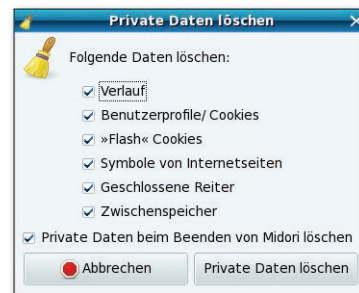 Private Daten löschen
Folgende Daten löschen:
Verlauf
Benutzerprofile/ Cookies
»Flash« Cookies
Symbole von Internetseiten
Geschlossene Reiter
Zwischenspeicher
Private Daten beim Beenden von Midori löschen
Abbrechen Private Daten löschen